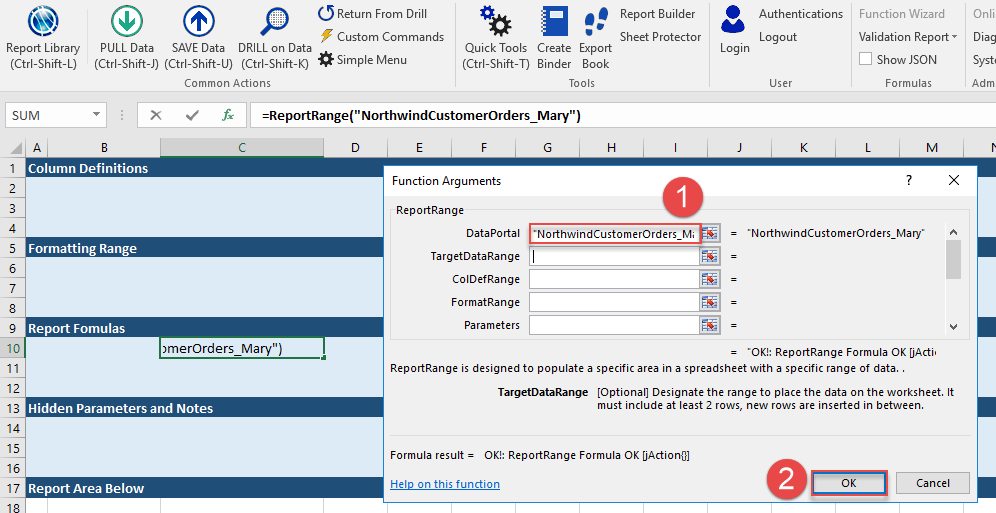 Report Library PULL Data SAVE Data DRILL on Data
(Ctrl-Shift-L) (Ctrl-Shift-J) (Ctrl-Shift-U) (Ctrl-Shift-K)
Return From Drill
Custom Commands
Simple Menu
Common Actions
Quick Tools Create Export
(Ctrl-Shift-T) Binder Book
Report Builder
Sheet Protector
Tools
Login
Authentications
Logout
User
Function Wizard
Validation Report
Show JSON
Formulas
Onli
Diag
Syst
Adm
SUM fx =ReportRange("NorthwindCustomerOrders_Mary")
A B C D E F G H I J K L M N
1 Column Definitions
2
3
4
5 Formatting Range
6
7
8
9 Report Fomulas
10 omerOrders_Mary")
11
12
13 Hidden Parameters and Notes
14
15
16
17 Report Area Below
18
Function Arguments ?
1
ReportRange
DataPortal "NorthwindCustomerOrders_Ma = "NorthwindCustomerOrders_Mary"
TargetDataRange =
ColDefRange =
FormatRange =
Parameters =
= "OK!: ReportRange Formula OK [jActio
ReportRange is designed to populate a specific area in a spreadsheet with a specific range of data. .
TargetDataRange [Optional] Designate the range to place the data on the worksheet. It
must include at least 2 rows, new rows are inserted in between.
Formula result = OK!: ReportRange Formula OK [jAction{}]
Help on this function
2
OK Cancel